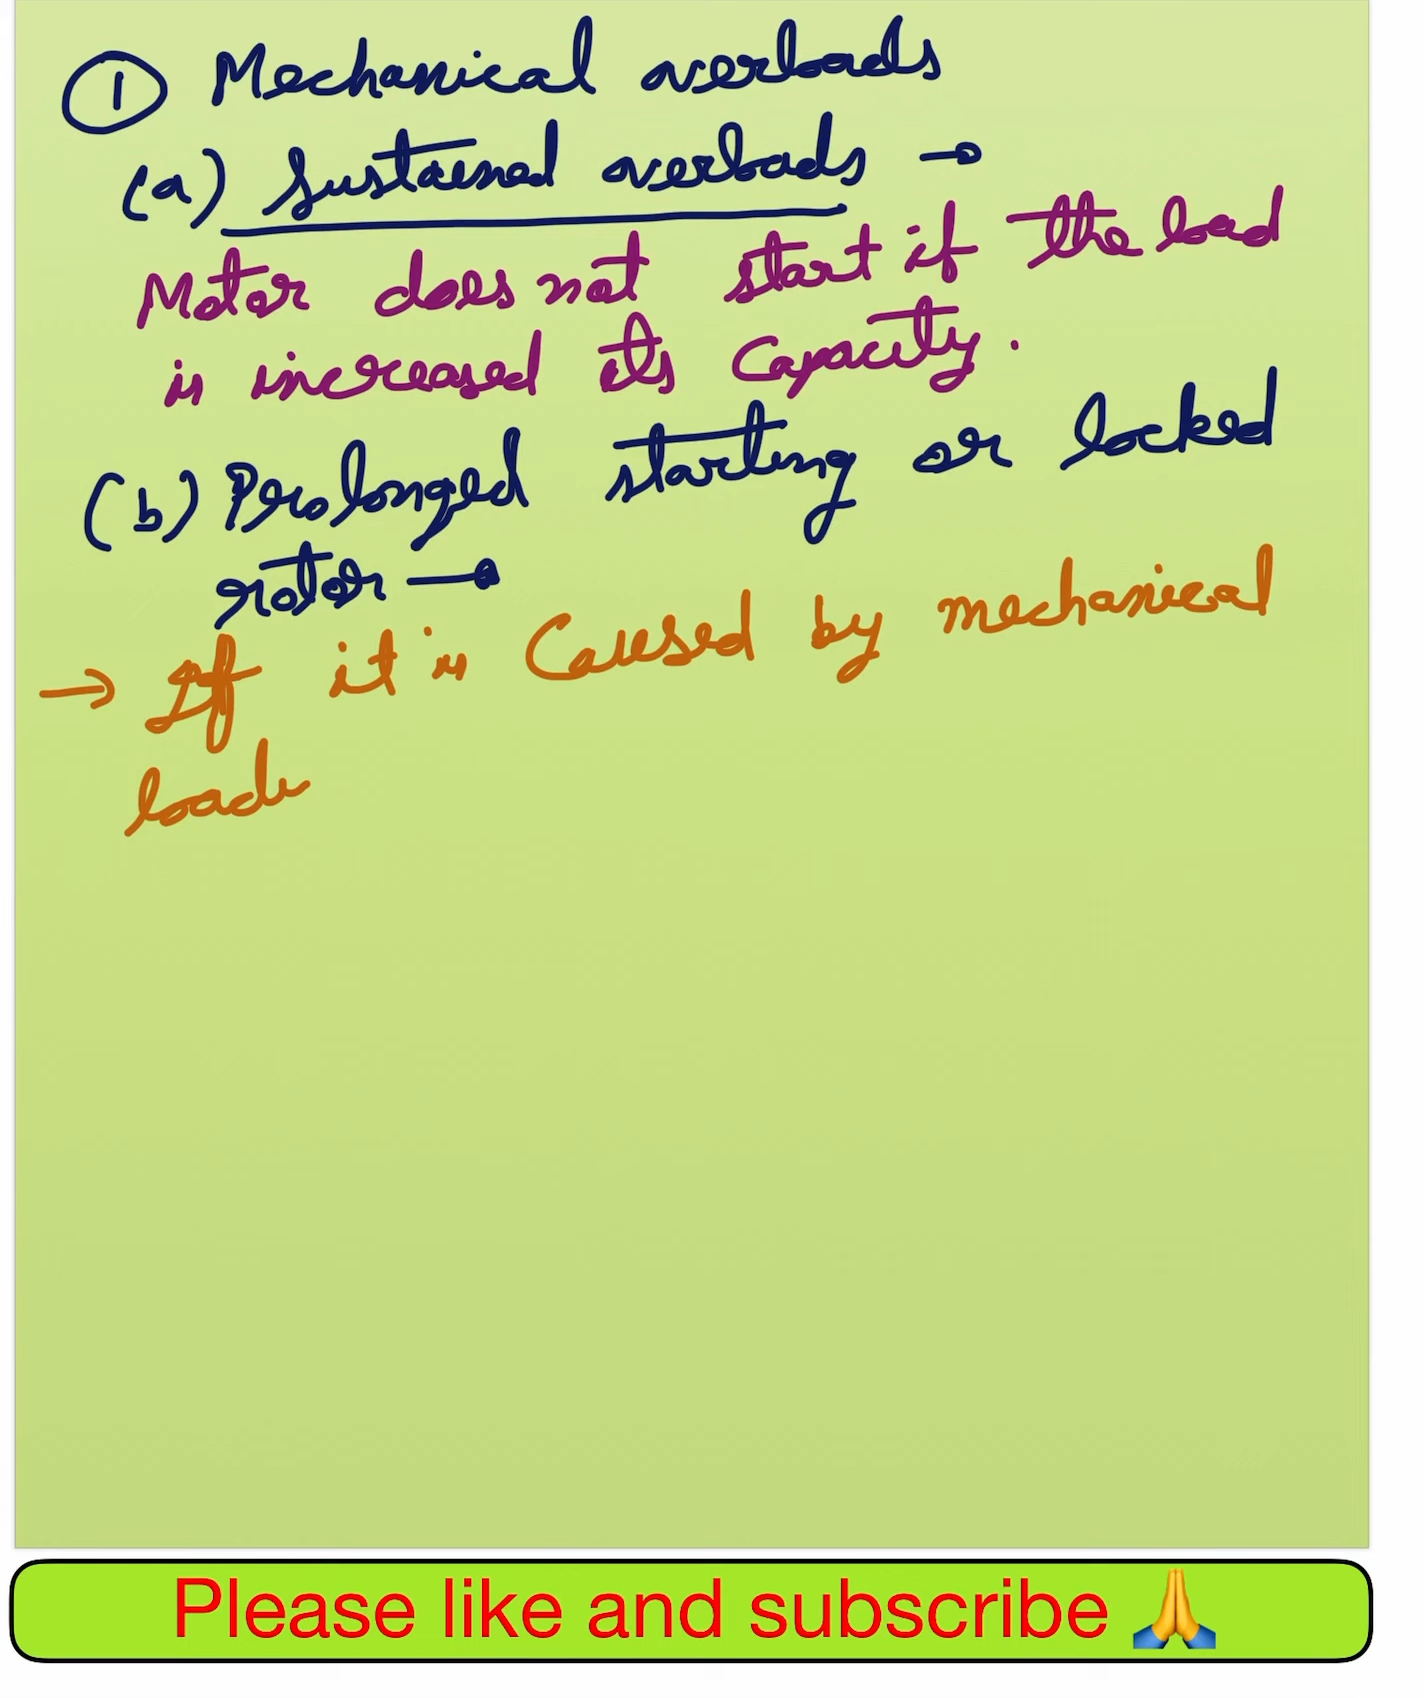 ① Mechanical overloads
(a) Sustained overloads →
Motor does not start if the load
is increased its capacity.
(b) Prolonged starting or locked
rotor →
→ If it is caused by mechanical
loads
Please like and subscribe 🙏